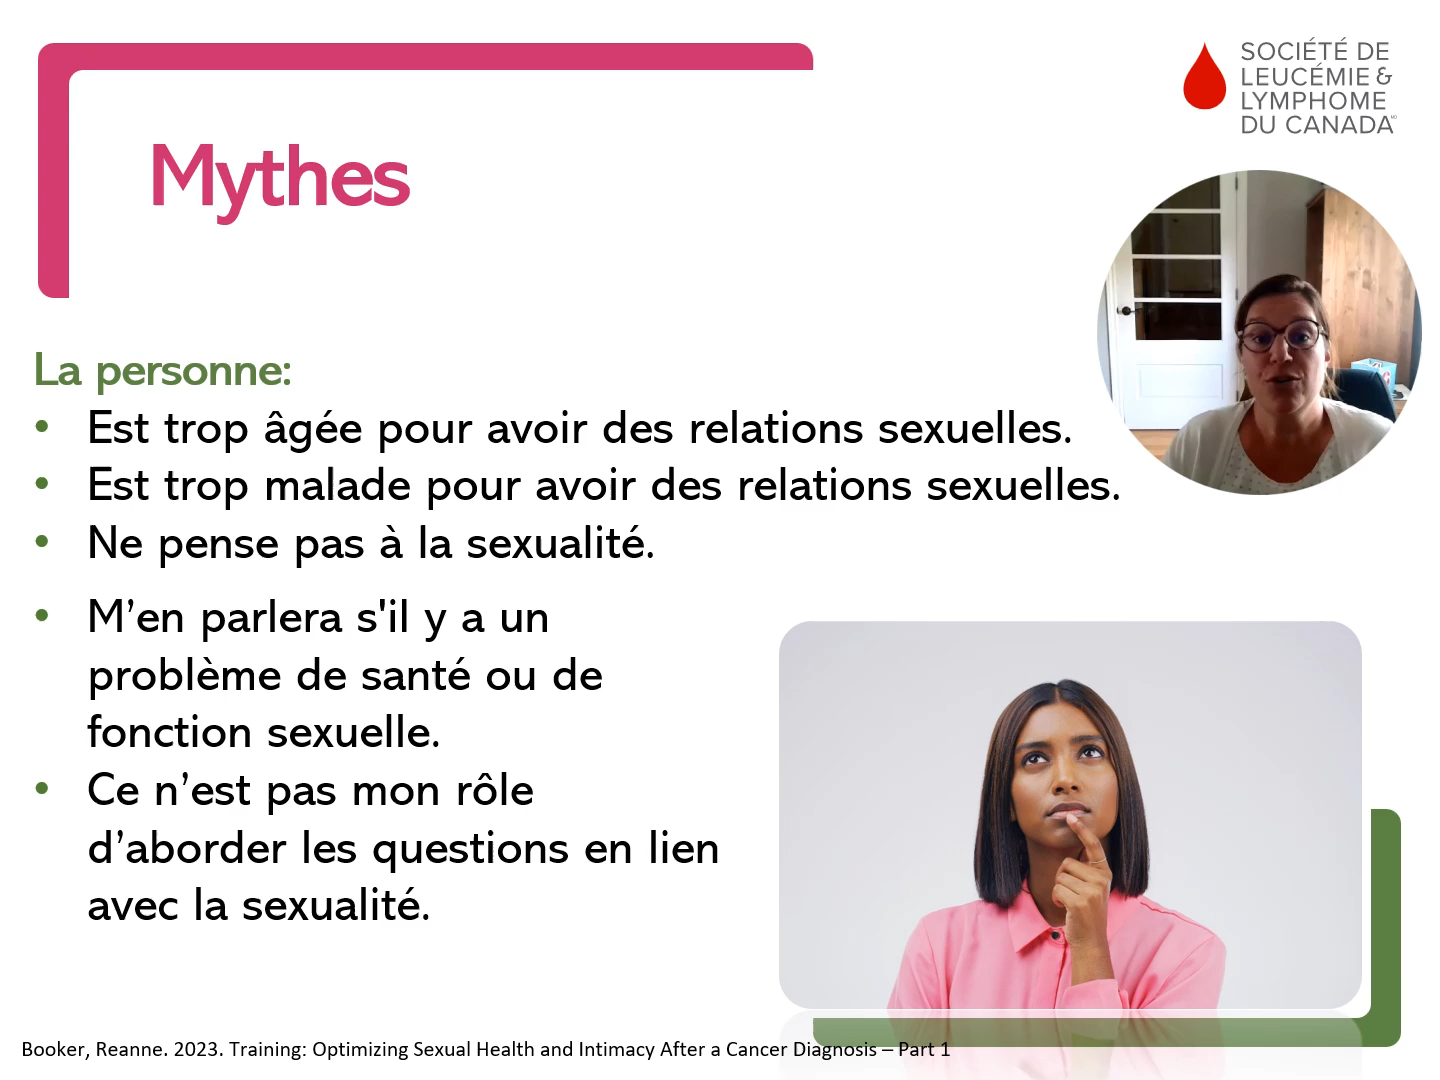 SOCIÉTÉ DE
LEUCÉMIE &
LYMPHOME
DU CANADA MD
Mythes
La personne:
• Est trop âgée pour avoir des relations sexuelles.
• Est trop malade pour avoir des relations sexuelles.
• Ne pense pas à la sexualité.
• M’en parlera s'il y a un
problème de santé ou de
fonction sexuelle.
• Ce n’est pas mon rôle
d’aborder les questions en lien
avec la sexualité.
Booker, Reanne. 2023. Training: Optimizing Sexual Health and Intimacy After a Cancer Diagnosis – Part 1